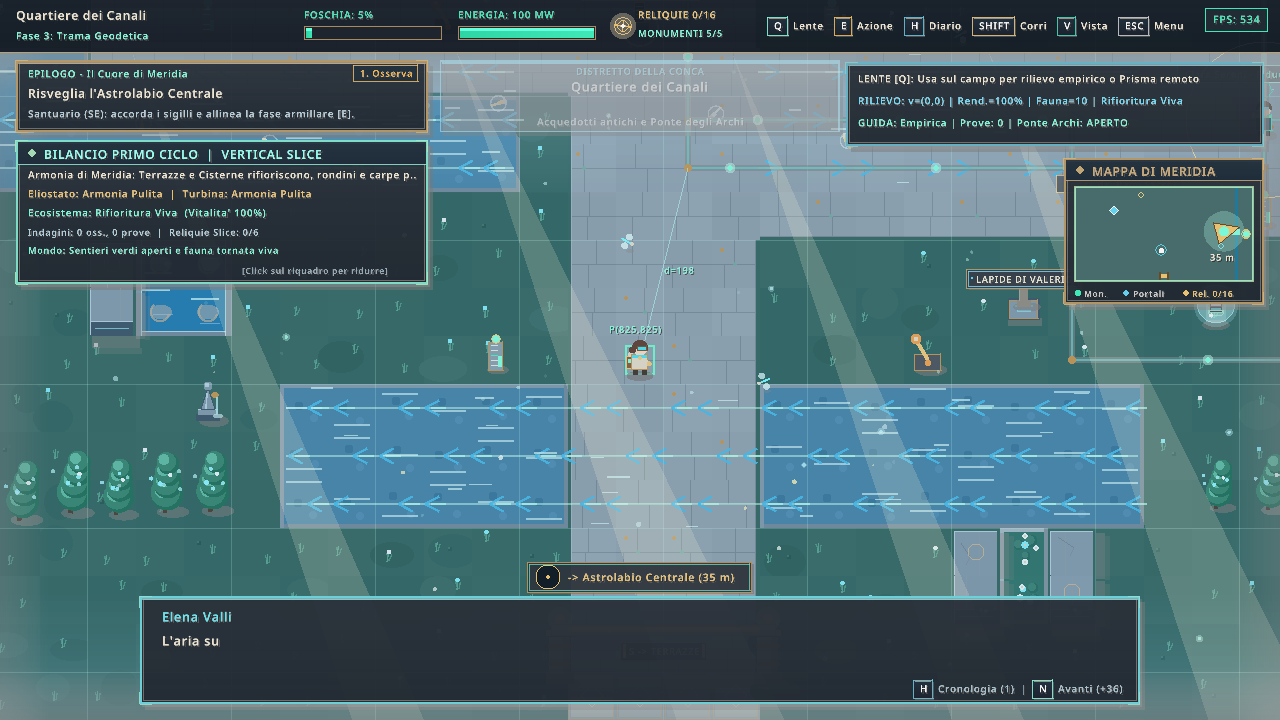 Quartiere dei Canali
Fase 3: Trama Geodetica
FOSCHIA: 5%
ENERGIA: 100 MW
RELIQUIE 0/16
MONUMENTI 5/5
Q Lente
E Azione
H Diario
SHIFT Corri
V Vista
ESC Menu
FPS: 534
EPILOGO - Il Cuore di Meridia
1. Osserva
Risveglia l'Astrolabio Centrale
Santuario (SE): accorda i sigilli e allinea la fase armillare [E].
DISTRETTO DELLA CONCA
Quartiere dei Canali
Acquedotti antichi e Ponte degli Archi
LENTE [Q]: Usa sul campo per rilievo empirico o Prisma remoto
RILIEVO: v=(0,0) | Rend.=100% | Fauna=10 | Rifioritura Viva
GUIDA: Empirica | Prove: 0 | Ponte Archi: APERTO
BILANCIO PRIMO CICLO | VERTICAL SLICE
Armonia di Meridia: Terrazze e Cisterne rifioriscono, rondini e carpe p..
Eliostato: Armonia Pulita | Turbina: Armonia Pulita
Ecosistema: Rifioritura Viva (Vitalita' 100%)
Indagini: 0 oss., 0 prove | Reliquie Slice: 0/6
Mondo: Sentieri verdi aperti e fauna tornata viva
[Click sul riquadro per ridurre]
MAPPA DI MERIDIA
35 m
Mon.
Portali
Rel. 0/16
d=198
LAPIDE DI VALERI
P(825,825)
-> Astrolabio Centrale (35 m)
Elena Valli
L'aria su
H Cronologia (1) | N Avanti (+36)